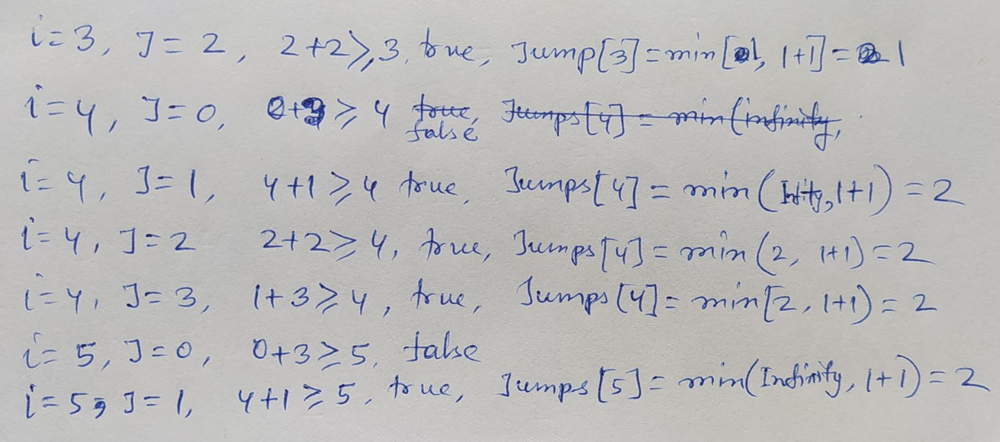 i=3, J=2, 2+2≥3, true, Jump[3]=min[1, 1+1]=1
i=4, J=0, 0+3≥4 true, Jumps[4]=min(infinity,
false
i=4, J=1, 4+1≥4 true, Jumps[4]=min(Infity,1+1)=2
i=4, J=2 2+2≥4, true, Jumps[4]=min(2, 1+1)=2
i=4, J=3, 1+3≥4, true, Jumps[4]=min[2, 1+1)=2
i=5, J=0, 0+3≥5, false
i=5, J=1, 4+1≥5, true, Jumps[5]=min(Infinity, 1+1)=2